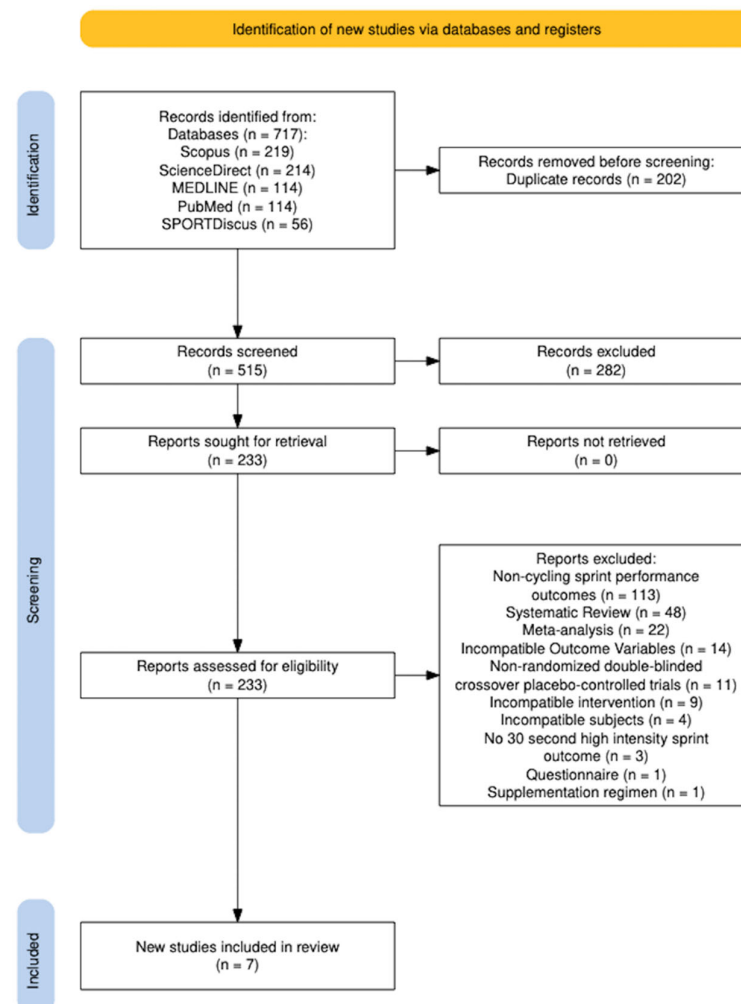 Identification of new studies via databases and registers
Identification
Records identified from:
Databases (n = 717):
Scopus (n = 219)
ScienceDirect (n = 214)
MEDLINE (n = 114)
PubMed (n = 114)
SPORTDiscus (n = 56)
Records removed before screening:
Duplicate records (n = 202)
Screening
Records screened
(n = 515)
Records excluded
(n = 282)
Reports sought for retrieval
(n = 233)
Reports not retrieved
(n = 0)
Reports assessed for eligibility
(n = 233)
Reports excluded:
Non-cycling sprint performance
outcomes (n = 113)
Systematic Review (n = 48)
Meta-analysis (n = 22)
Incompatible Outcome Variables (n = 14)
Non-randomized double-blinded
crossover placebo-controlled trials (n = 11)
Incompatible intervention (n = 9)
Incompatible subjects (n = 4)
No 30 second high intensity sprint
outcome (n = 3)
Questionnaire (n = 1)
Supplementation regimen (n = 1)
Included
New studies included in review
(n = 7)